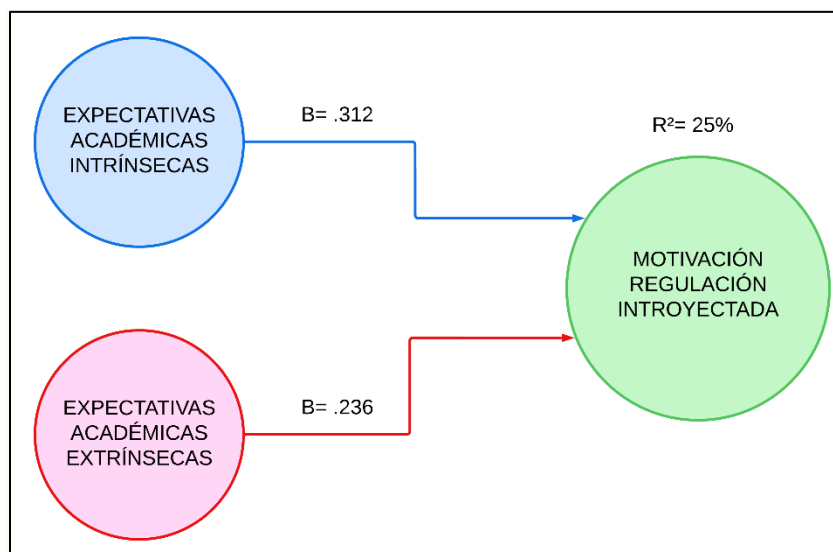 EXPECTATIVAS
ACADÉMICAS
INTRÍNSECAS
B= .312
R²= 25%
MOTIVACIÓN
REGULACIÓN
INTROYECTADA
EXPECTATIVAS
ACADÉMICAS
EXTRÍNSECAS
B= .236